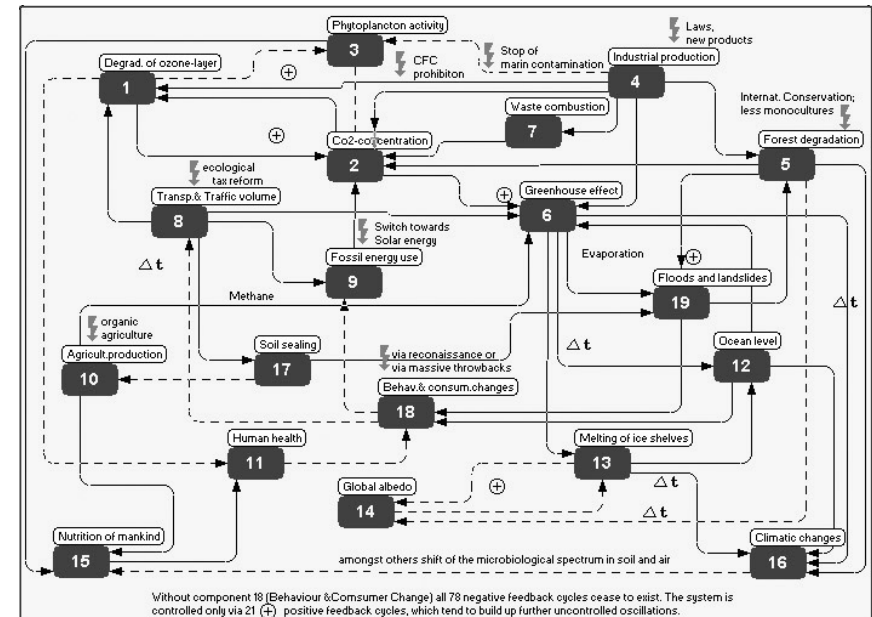 Phytoplancton activity
3
Laws,
new products
CFC
prohibiton
Stop of
marin contamination
Industrial production
4
Degrad. of ozone-layer
1
Internat. Conservation;
less monocultures
Waste combustion
7
Forest degradation
5
Co2-concentration
2
ecological
tax reform
Transp.& Traffic volume
8
Greenhouse effect
6
Switch towards
Solar energy
Evaporation
Fossil energy use
9
Δ t
Floods and landslides
19
Methane
Δ t
organic
agriculture
Soil sealing
17
via reconaissance or
via massive throwbacks
Δ t
Ocean level
12
Agricult.production
10
Behav.& consum.changes
18
Human health
11
Melting of ice shelves
13
Δ t
Global albedo
14
Δ t
Nutrition of mankind
15
Climatic changes
16
amongst others shift of the microbiological spectrum in soil and air
Without component 18 (Behaviour &Comsumer Change) all 78 negative feedback cycles cease to exist. The system is
controlled only via 21 (+) positive feedback cycles, which tend to build up further uncontrolled oscillations.